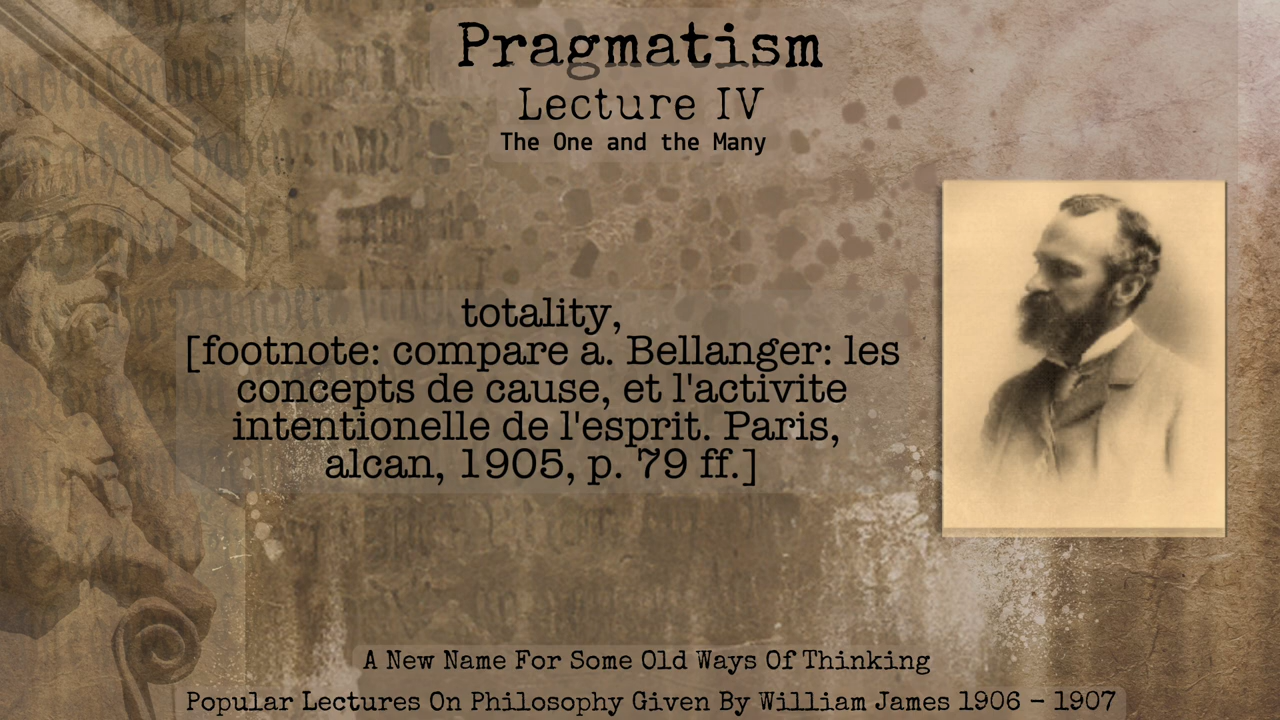 Pragmatism
Lecture IV
The One and the Many
totality,
[footnote: compare a. Bellanger: les
concepts de cause, et l'activite
intentionelle de l'esprit. Paris,
alcan, 1905, p. 79 ff.]
A New Name For Some Old Ways Of Thinking
Popular Lectures On Philosophy Given By William James 1906 - 1907